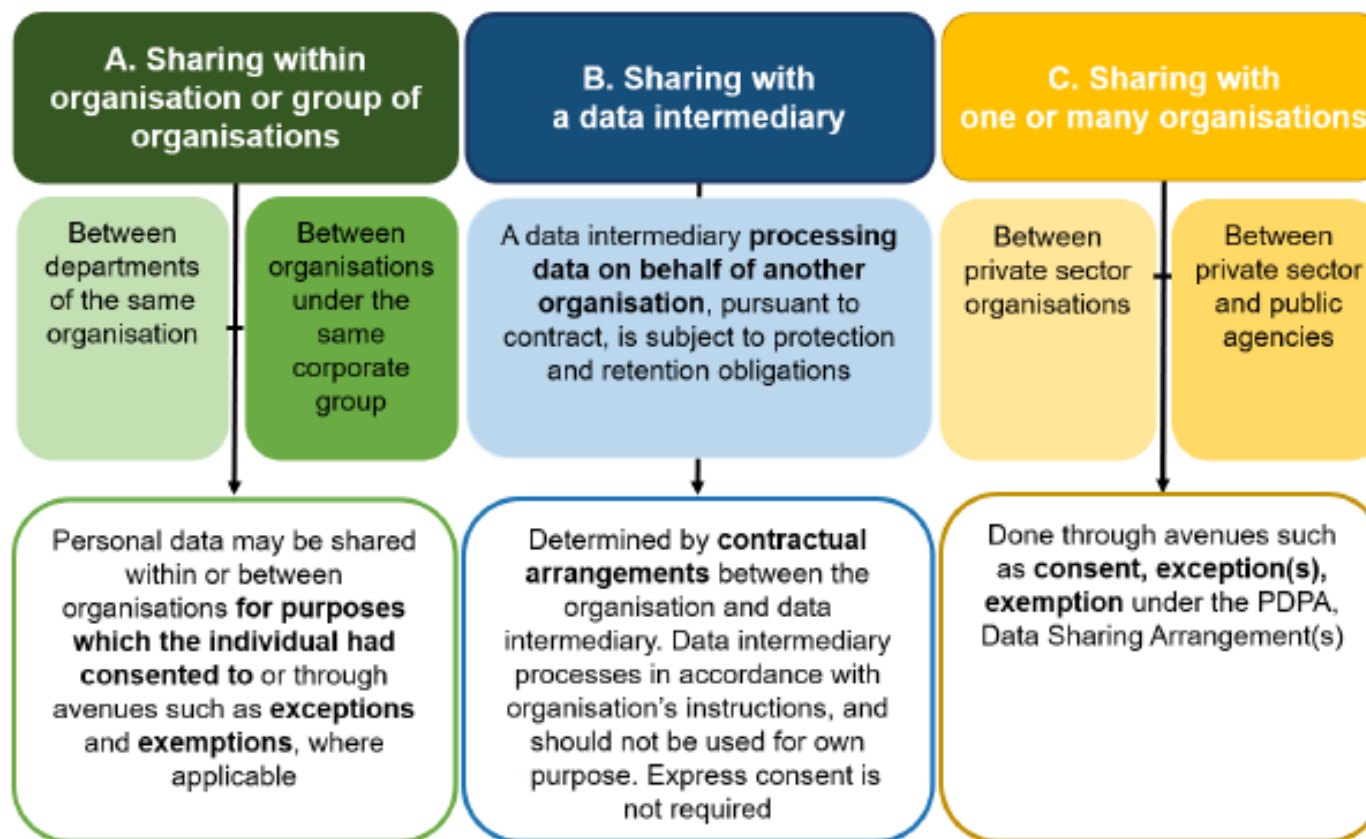 A. Sharing within
organisation or group of
organisations
Between
departments
of the same
organisation
Between
organisations
under the
same
corporate
group
Personal data may be shared
within or between
organisations for purposes
which the individual had
consented to or through
avenues such as exceptions
and exemptions, where
applicable
B. Sharing with
a data intermediary
A data intermediary processing
data on behalf of another
organisation, pursuant to
contract, is subject to protection
and retention obligations
Determined by contractual
arrangements between the
organisation and data
intermediary. Data intermediary
processes in accordance with
organisation's instructions, and
should not be used for own
purpose. Express consent is
not required
C. Sharing with
one or many organisations
Between
private sector
organisations
Between
private sector
and public
agencies
Done through avenues such
as consent, exception(s),
exemption under the PDPA,
Data Sharing Arrangement(s)